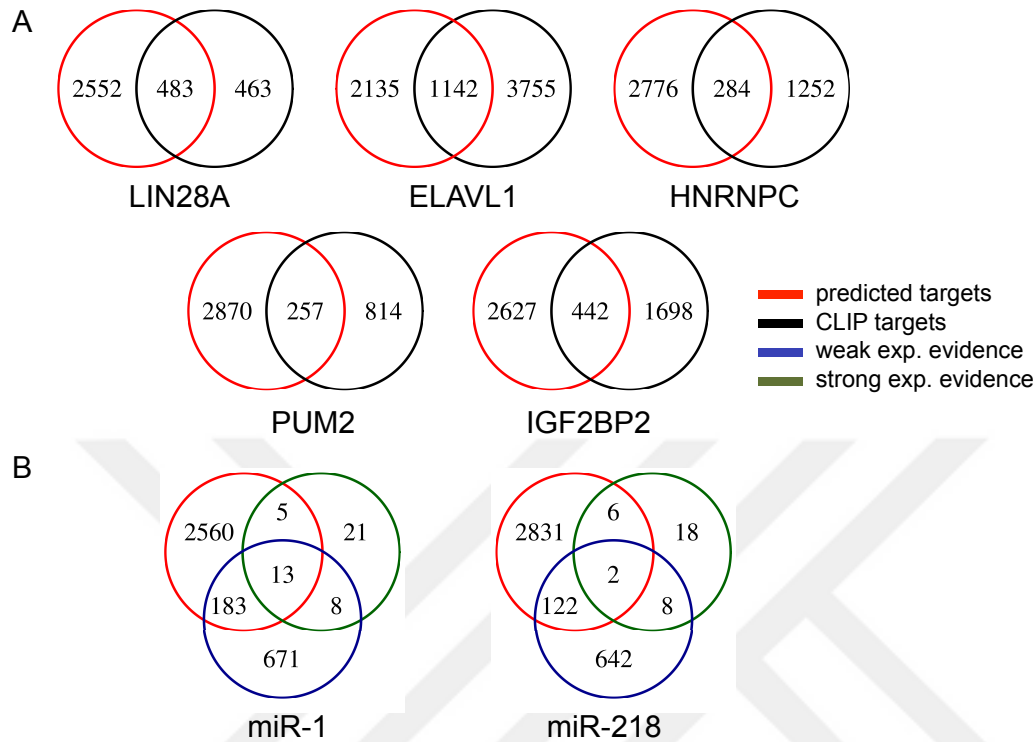 A
2552 483 463
2135 1142 3755
2776 284 1252
LIN28A
ELAVL1
HNRNPC
2870 257 814
2627 442 1698
PUM2
IGF2BP2
predicted targets
CLIP targets
weak exp. evidence
strong exp. evidence
B
2560 5 21
13
183 8
671
miR-1
2831 6 18
2
122 8
642
miR-218